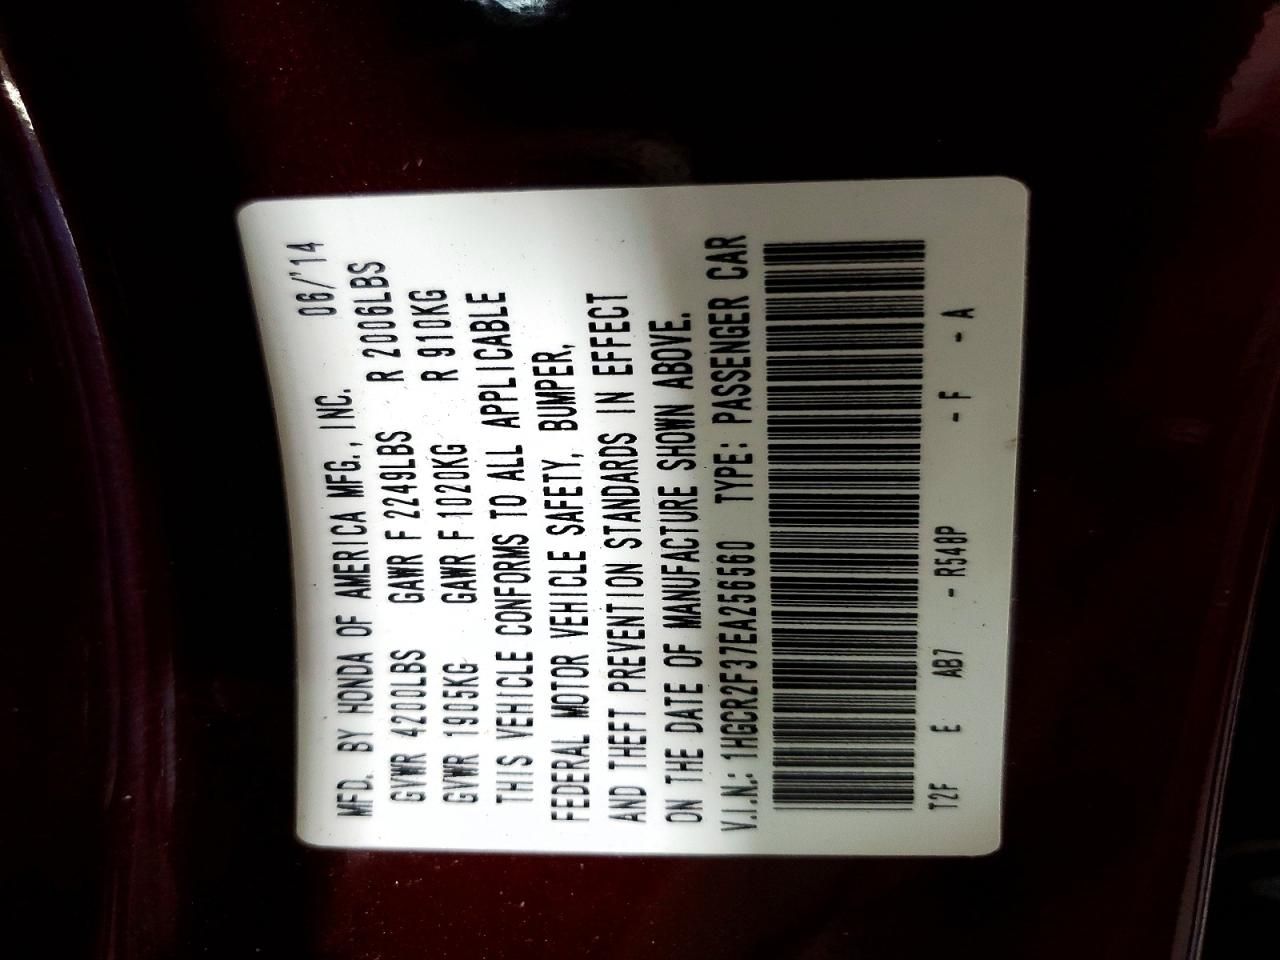 MFD. BY HONDA OF AMERICA MFG., INC. 06/'14
GVWR 4200LBS GAWR F 2249LBS R 2006LBS
GVWR 1905KG GAWR F 1020KG R 910KG
THIS VEHICLE CONFORMS TO ALL APPLICABLE
FEDERAL MOTOR VEHICLE SAFETY, BUMPER,
AND THEFT PREVENTION STANDARDS IN EFFECT
ON THE DATE OF MANUFACTURE SHOWN ABOVE.
V.I.N.: 1HGCR2F37EA256560 TYPE: PASSENGER CAR
T2F E AB7 - R548P - F - A